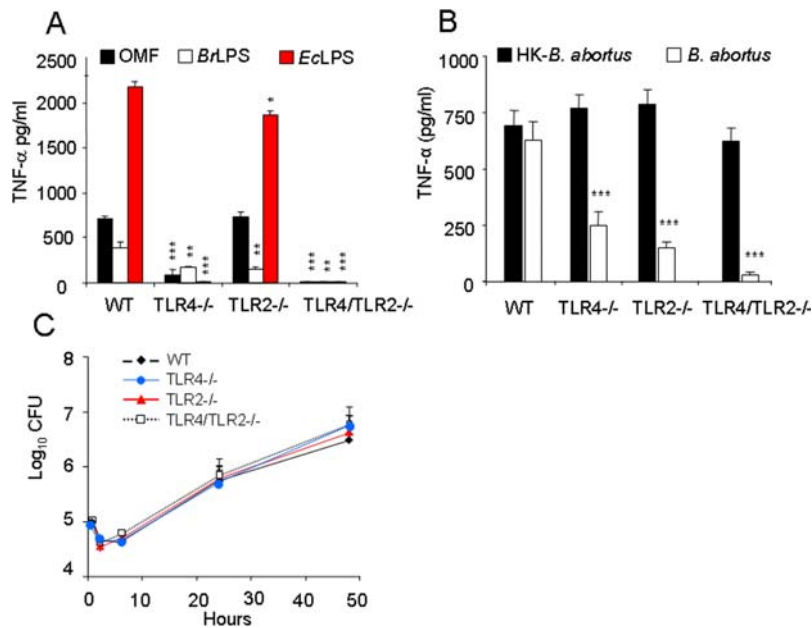 A
OMF BrLPS EcLPS
TNF-α pg/ml
2500
2000
1500
1000
500
0
*
*** ** ***
**
*** ** ***
WT TLR4-/- TLR2-/- TLR4/TLR2-/-
B
HK-B. abortus B. abortus
TNF-α (pg/ml)
1000
750
500
250
0
***
***
***
WT TLR4-/- TLR2-/- TLR4/TLR2-/-
C
WT
TLR4-/-
TLR2-/-
TLR4/TLR2-/-
Log₁₀ CFU
8
7
6
5
4
0 10 20 30 40 50
Hours